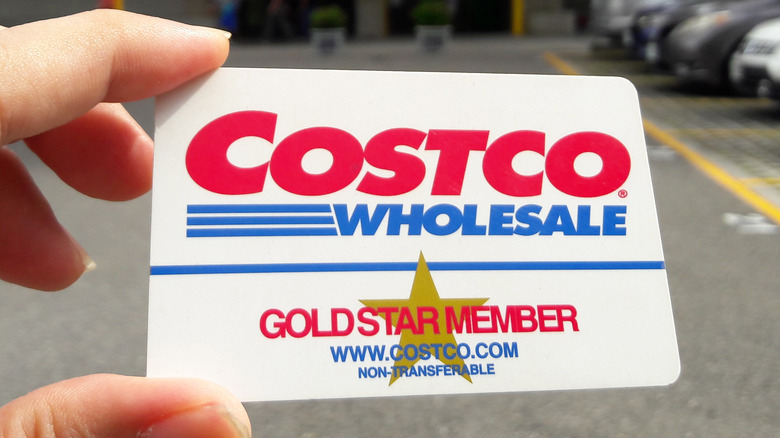 COSTCO®
WHOLESALE
GOLD STAR MEMBER
WWW.COSTCO.COM
NON-TRANSFERABLE